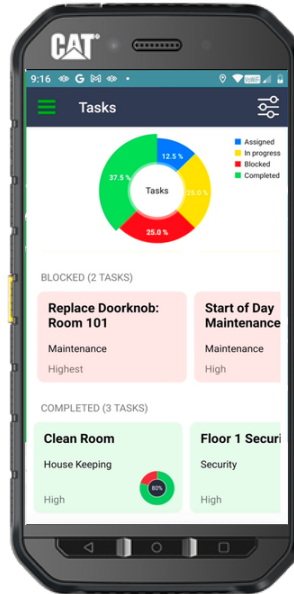 CAT
9:16 G M •
Tasks
12.5 %
37.5 %
Tasks
25.0 %
25.0 %
Assigned
In progress
Blocked
Completed
BLOCKED (2 TASKS)
Replace Doorknob:
Room 101
Maintenance
Highest
Start of Day
Maintenance
Maintenance
High
COMPLETED (3 TASKS)
Clean Room
House Keeping
80%
High
Floor 1 Securi
Security
High